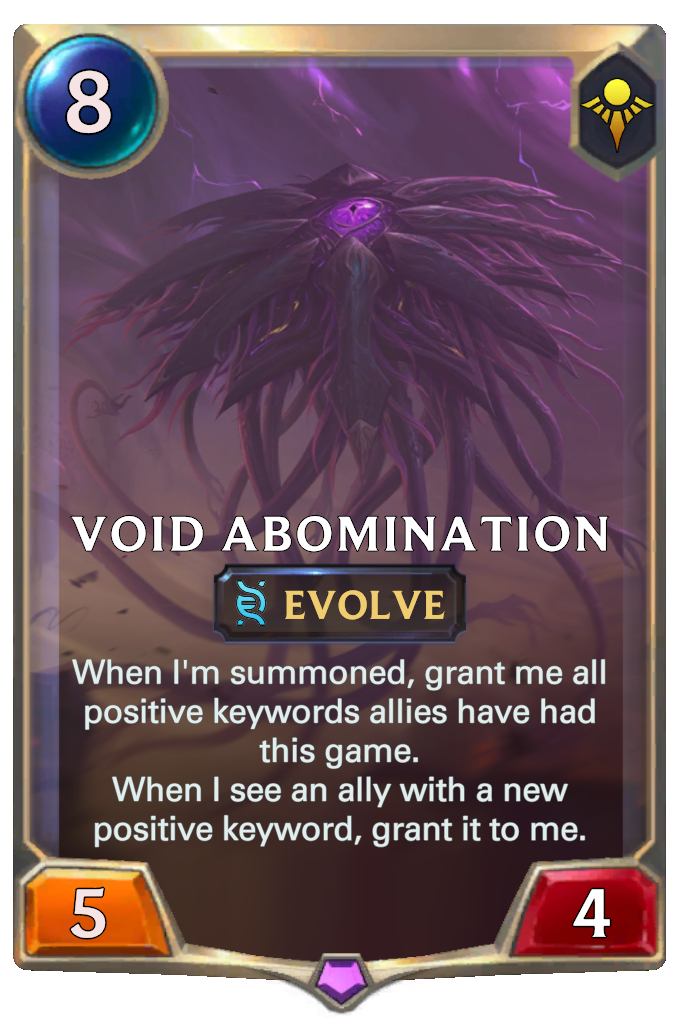 8
VOID ABOMINATION
EVOLVE
When I'm summoned, grant me all
positive keywords allies have had
this game.
When I see an ally with a new
positive keyword, grant it to me.
5
4